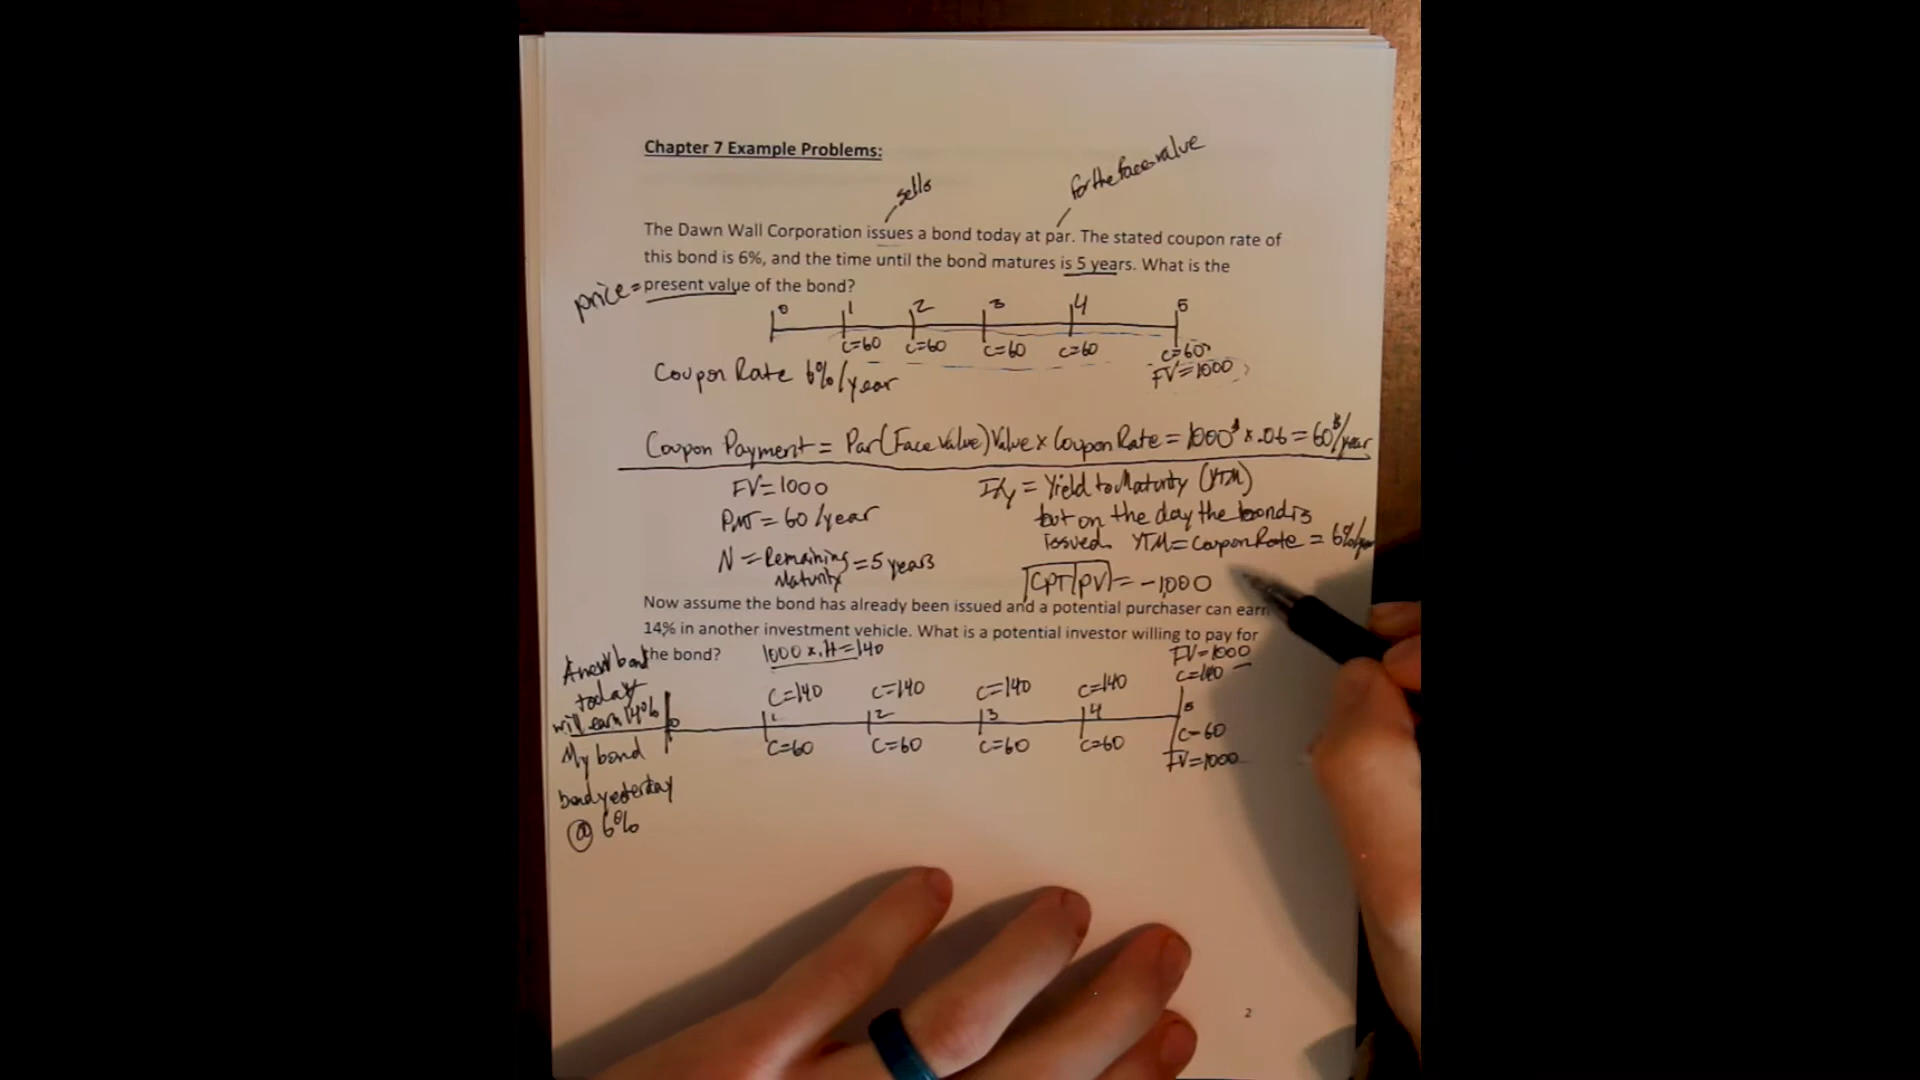 Chapter 7 Example Problems:
sells
for the face value
The Dawn Wall Corporation issues a bond today at par. The stated coupon rate of
this bond is 6%, and the time until the bond matures is 5 years. What is the
price = present value of the bond?
0 1 2 3 4 5
C=60 C=60 C=60 C=60 C=60
FV=1000
Coupon Rate 6%/year
Coupon Payment = Par(Face Value) Value x Coupon Rate = 1000$ x .06 = 60$/year
FV=1000
PMT = 60/year
N = Remaining Maturity = 5 years
I/y = Yield to Maturity (YTM)
but on the day the bond is
issued YTM = Coupon Rate = 6%/year
CPT PV = -1,000
Now assume the bond has already been issued and a potential purchaser can earn
14% in another investment vehicle. What is a potential investor willing to pay for
the bond?
1000 x .14 = 140
FV=1000
A new bond
today
will earn 14%
C=140 C=140 C=140 C=140 C=140
0 1 2 3 4 5
C=60 C=60 C=60 C=60 C=60
FV=1000
My bond
bond yesterday
@ 6%
2